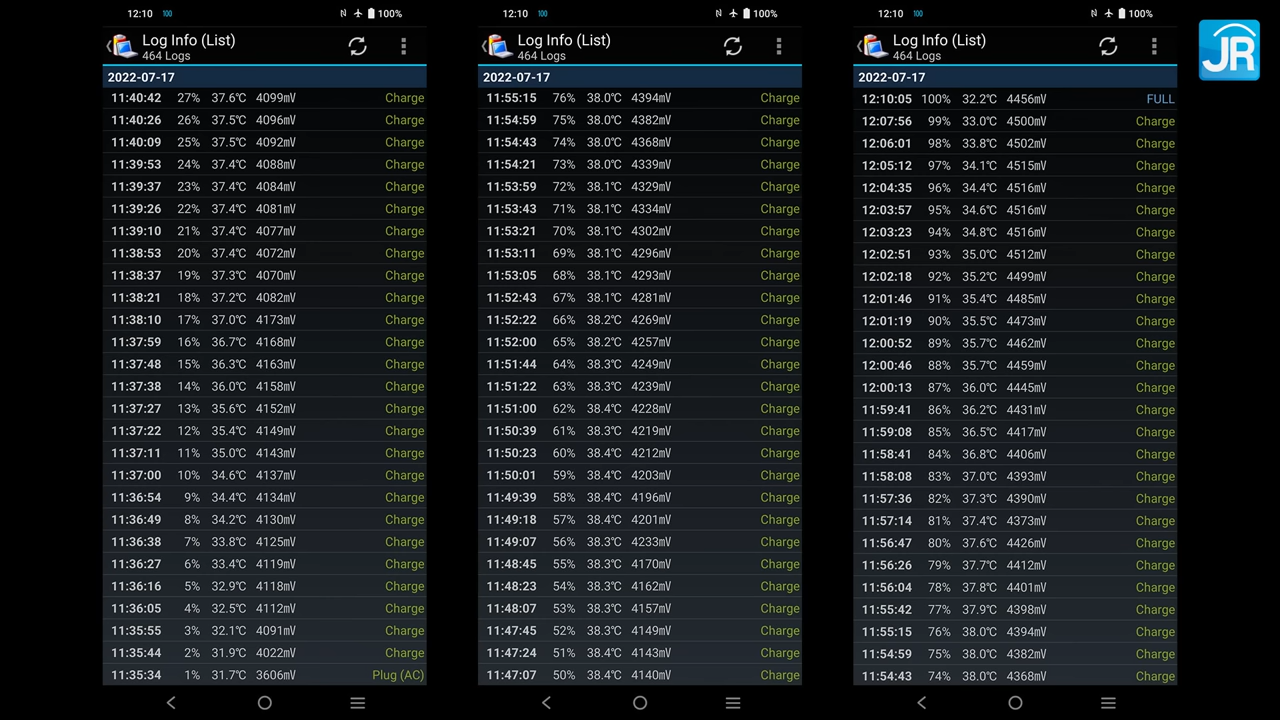 12:10 100 100%
Log Info (List)
464 Logs
2022-07-17
11:40:42 27% 37.6℃ 4099mV Charge
11:40:26 26% 37.5℃ 4096mV Charge
11:40:09 25% 37.5℃ 4092mV Charge
11:39:53 24% 37.4℃ 4088mV Charge
11:39:37 23% 37.4℃ 4084mV Charge
11:39:26 22% 37.4℃ 4081mV Charge
11:39:10 21% 37.4℃ 4077mV Charge
11:38:53 20% 37.4℃ 4072mV Charge
11:38:37 19% 37.3℃ 4070mV Charge
11:38:21 18% 37.2℃ 4082mV Charge
11:38:10 17% 37.0℃ 4173mV Charge
11:37:59 16% 36.7℃ 4168mV Charge
11:37:48 15% 36.3℃ 4163mV Charge
11:37:38 14% 36.0℃ 4158mV Charge
11:37:27 13% 35.6℃ 4152mV Charge
11:37:22 12% 35.4℃ 4149mV Charge
11:37:11 11% 35.0℃ 4143mV Charge
11:37:00 10% 34.6℃ 4137mV Charge
11:36:54 9% 34.4℃ 4134mV Charge
11:36:49 8% 34.2℃ 4130mV Charge
11:36:38 7% 33.8℃ 4125mV Charge
11:36:27 6% 33.4℃ 4119mV Charge
11:36:16 5% 32.9℃ 4118mV Charge
11:36:05 4% 32.5℃ 4112mV Charge
11:35:55 3% 32.1℃ 4091mV Charge
11:35:44 2% 31.9℃ 4022mV Charge
11:35:34 1% 31.7℃ 3606mV Plug (AC)
12:10 100 100%
Log Info (List)
464 Logs
2022-07-17
11:55:15 76% 38.0℃ 4394mV Charge
11:54:59 75% 38.0℃ 4382mV Charge
11:54:43 74% 38.0℃ 4368mV Charge
11:54:21 73% 38.0℃ 4339mV Charge
11:53:59 72% 38.1℃ 4329mV Charge
11:53:43 71% 38.1℃ 4334mV Charge
11:53:21 70% 38.1℃ 4302mV Charge
11:53:11 69% 38.1℃ 4296mV Charge
11:53:05 68% 38.1℃ 4293mV Charge
11:52:43 67% 38.1℃ 4281mV Charge
11:52:22 66% 38.2℃ 4269mV Charge
11:52:00 65% 38.2℃ 4257mV Charge
11:51:44 64% 38.3℃ 4249mV Charge
11:51:22 63% 38.3℃ 4239mV Charge
11:51:00 62% 38.4℃ 4228mV Charge
11:50:39 61% 38.3℃ 4219mV Charge
11:50:23 60% 38.4℃ 4212mV Charge
11:50:01 59% 38.4℃ 4203mV Charge
11:49:39 58% 38.4℃ 4196mV Charge
11:49:18 57% 38.4℃ 4201mV Charge
11:49:07 56% 38.3℃ 4233mV Charge
11:48:45 55% 38.3℃ 4170mV Charge
11:48:23 54% 38.3℃ 4162mV Charge
11:48:07 53% 38.3℃ 4157mV Charge
11:47:45 52% 38.3℃ 4149mV Charge
11:47:24 51% 38.4℃ 4143mV Charge
11:47:07 50% 38.4℃ 4140mV Charge
12:10 100 100%
Log Info (List)
464 Logs
2022-07-17
12:10:05 100% 32.2℃ 4456mV FULL
12:07:56 99% 33.0℃ 4500mV Charge
12:06:01 98% 33.8℃ 4502mV Charge
12:05:12 97% 34.1℃ 4515mV Charge
12:04:35 96% 34.4℃ 4516mV Charge
12:03:57 95% 34.6℃ 4516mV Charge
12:03:23 94% 34.8℃ 4516mV Charge
12:02:51 93% 35.0℃ 4512mV Charge
12:02:18 92% 35.2℃ 4499mV Charge
12:01:46 91% 35.4℃ 4485mV Charge
12:01:19 90% 35.5℃ 4473mV Charge
12:00:52 89% 35.7℃ 4462mV Charge
12:00:46 88% 35.7℃ 4459mV Charge
12:00:13 87% 36.0℃ 4445mV Charge
11:59:41 86% 36.2℃ 4431mV Charge
11:59:08 85% 36.5℃ 4417mV Charge
11:58:41 84% 36.8℃ 4406mV Charge
11:58:08 83% 37.0℃ 4393mV Charge
11:57:36 82% 37.3℃ 4390mV Charge
11:57:14 81% 37.4℃ 4373mV Charge
11:56:47 80% 37.6℃ 4426mV Charge
11:56:26 79% 37.7℃ 4412mV Charge
11:56:04 78% 37.8℃ 4401mV Charge
11:55:42 77% 37.9℃ 4398mV Charge
11:55:15 76% 38.0℃ 4394mV Charge
11:54:59 75% 38.0℃ 4382mV Charge
11:54:43 74% 38.0℃ 4368mV Charge
JR